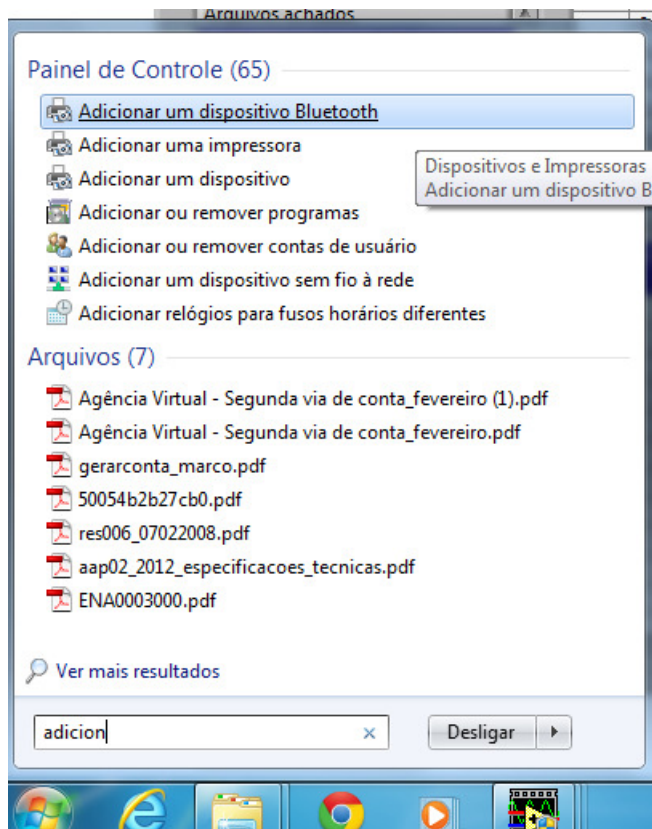 Arquivos achados
Painel de Controle (65)
Adicionar um dispositivo Bluetooth
Adicionar uma impressora
Dispositivos e Impressoras
Adicionar um dispositivo
Adicionar um dispositivo B
Adicionar ou remover programas
Adicionar ou remover contas de usuário
Adicionar um dispositivo sem fio à rede
Adicionar relógios para fusos horários diferentes
Arquivos (7)
Agência Virtual - Segunda via de conta_fevereiro (1).pdf
Agência Virtual - Segunda via de conta_fevereiro.pdf
gerarconta_marco.pdf
50054b2b27cb0.pdf
res006_07022008.pdf
aap02_2012_especificacoes_tecnicas.pdf
ENA0003000.pdf
Ver mais resultados
adicion
Desligar